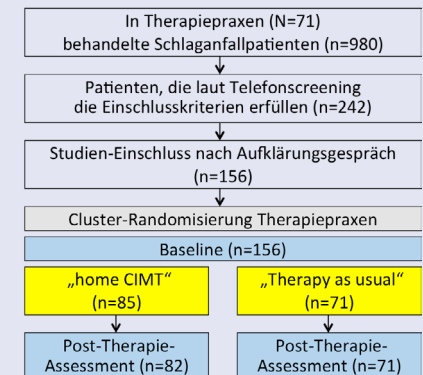 In Therapiepraxen (N=71)
behandelte Schlaganfallpatienten (n=980)
Patienten, die laut Telefonscreening
die Einschlusskriterien erfüllen (n=242)
Studien-Einschluss nach Aufklärungsgespräch
(n=156)
Cluster-Randomisierung Therapiepraxen
Baseline (n=156)
„home CIMT“
(n=85)
„Therapy as usual“
(n=71)
Post-Therapie-
Assessment (n=82)
Post-Therapie-
Assessment (n=71)